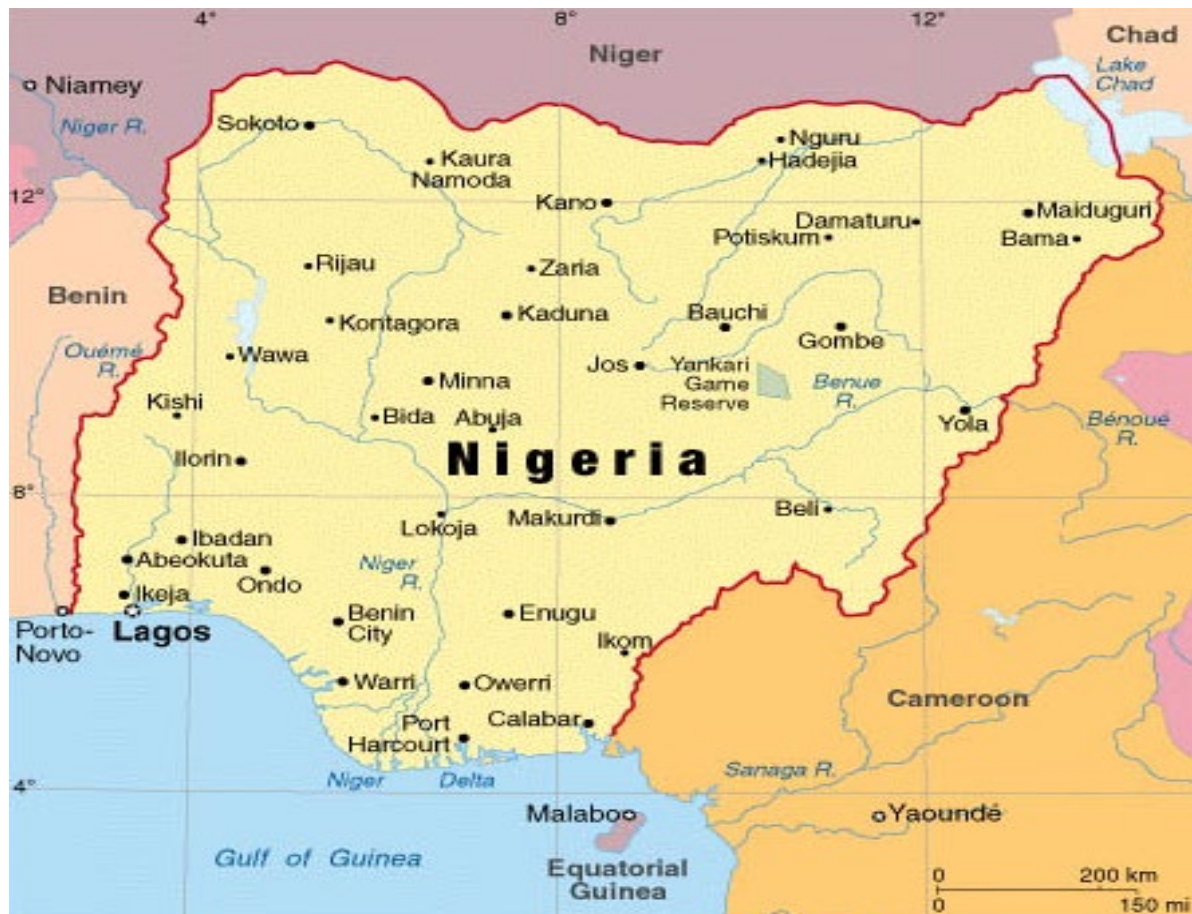 4° 8° 12°
Niger
Chad
Lake
Chad
Niamey
Niger R.
Sokoto
Nguru
Hadejia
Kaura
Namoda
12°
Kano
Damaturu
Maiduguri
Potiskum
Bama
Rijau
Zaria
Benin
Kontagora
Kaduna
Bauchi
Gombe
Ouémé
R.
Wawa
Jos
Yankari
Game
Reserve
Benue
R.
Minna
Kishi
Bida
Abuja
Yola
Bénoué
R.
Ilorin
Nigeria
8°
Lokoja
Makurdi
Beli
Ibadan
Abeokuta
Niger
R.
Ondo
Ikeja
Porto-
Novo
Lagos
Benin
City
Enugu
Ikom
Warri
Owerri
Cameroon
Port
Harcourt
Calabar
Niger Delta
Sanaga R.
4°
Malabo
Yaoundé
Gulf of Guinea
Equatorial
Guinea
0 200 km
0 150 mi